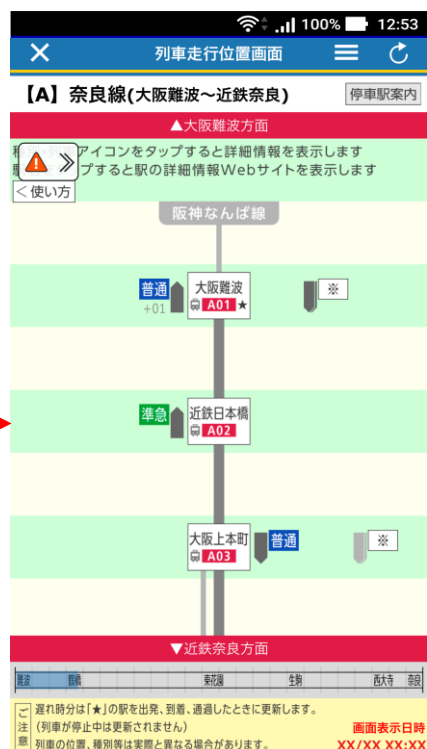 100% 12:53
列車走行位置画面
【A】奈良線(大阪難波～近鉄奈良)
停車駅案内
▲大阪難波方面
アイコンをタップすると詳細情報を表示します
プすると駅の詳細情報Webサイトを表示します
＜使い方
阪神なんば線
普通
+01
大阪難波
A01 ★
※
準急
近鉄日本橋
A02
大阪上本町
A03
普通
※
▼近鉄奈良方面
難波 鶴橋 東花園 生駒 西大寺 奈良
ご注意
遅れ時分は「★」の駅を出発、到着、通過したときに更新します。
(列車が停止中は更新されません)
列車の位置、種別等は実際と異なる場合があります。
画面表示日時
XX/XX XX:XX